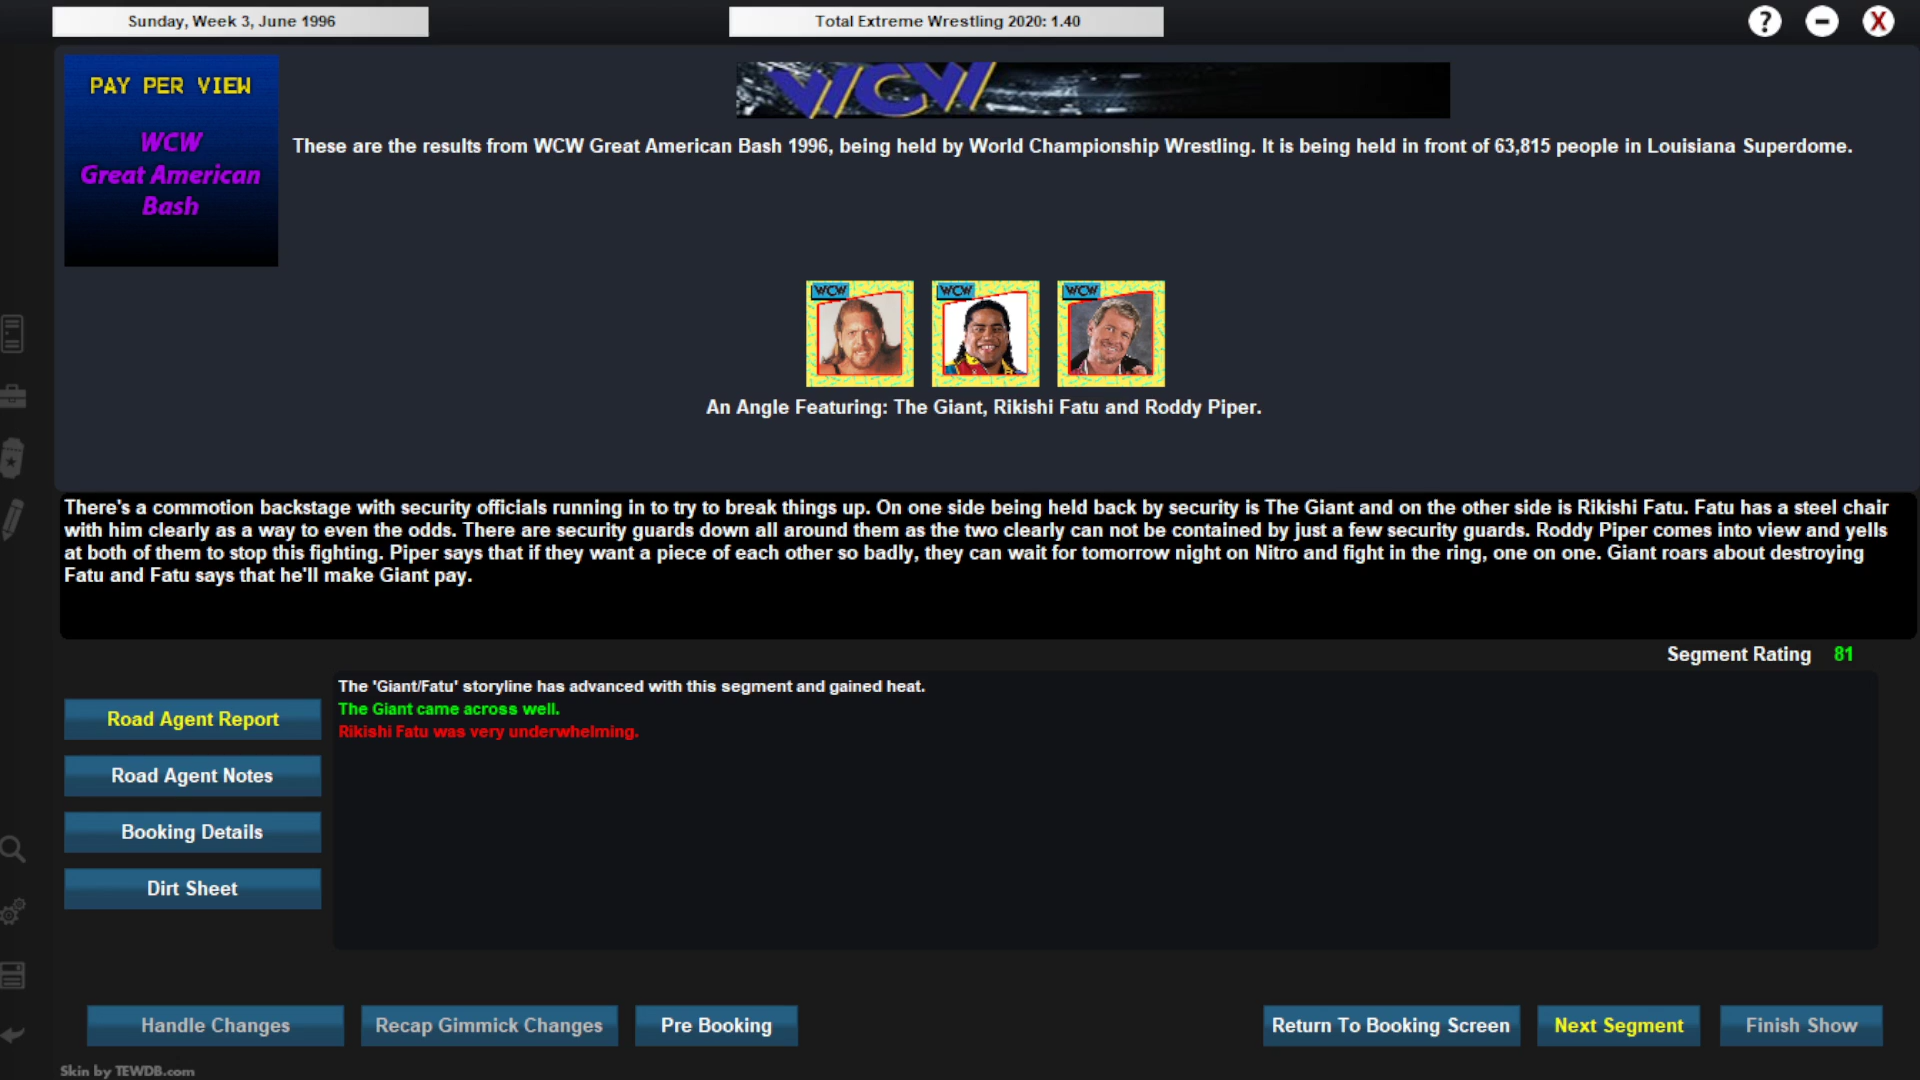 Sunday, Week 3, June 1996
Total Extreme Wrestling 2020: 1.40
?
X
PAY PER VIEW
WCW
Great American
Bash
WCW
These are the results from WCW Great American Bash 1996, being held by World Championship Wrestling. It is being held in front of 63,815 people in Louisiana Superdome.
WCW
WCW
WCW
An Angle Featuring: The Giant, Rikishi Fatu and Roddy Piper.
There's a commotion backstage with security officials running in to try to break things up. On one side being held back by security is The Giant and on the other side is Rikishi Fatu. Fatu has a steel chair
with him clearly as a way to even the odds. There are security guards down all around them as the two clearly can not be contained by just a few security guards. Roddy Piper comes into view and yells
at both of them to stop this fighting. Piper says that if they want a piece of each other so badly, they can wait for tomorrow night on Nitro and fight in the ring, one on one. Giant roars about destroying
Fatu and Fatu says that he'll make Giant pay.
Segment Rating 81
The 'Giant/Fatu' storyline has advanced with this segment and gained heat.
The Giant came across well.
Rikishi Fatu was very underwhelming.
Road Agent Report
Road Agent Notes
Booking Details
Dirt Sheet
Handle Changes
Recap Gimmick Changes
Pre Booking
Return To Booking Screen
Next Segment
Finish Show
Skin by TEWDB.com